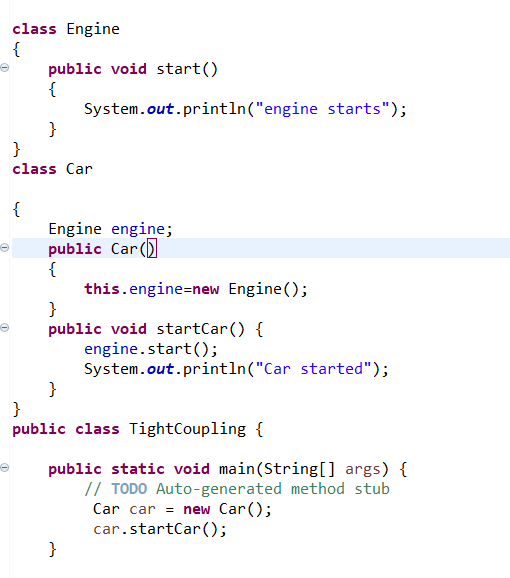 class Engine
{
    public void start()
    {
        System.out.println("engine starts");
    }
}
class Car

{
    Engine engine;
    public Car()
    {
        this.engine=new Engine();
    }
    public void startCar() {
        engine.start();
        System.out.println("Car started");
    }
}
public class TightCoupling {

    public static void main(String[] args) {
        // TODO Auto-generated method stub
         Car car = new Car();
         car.startCar();
    }